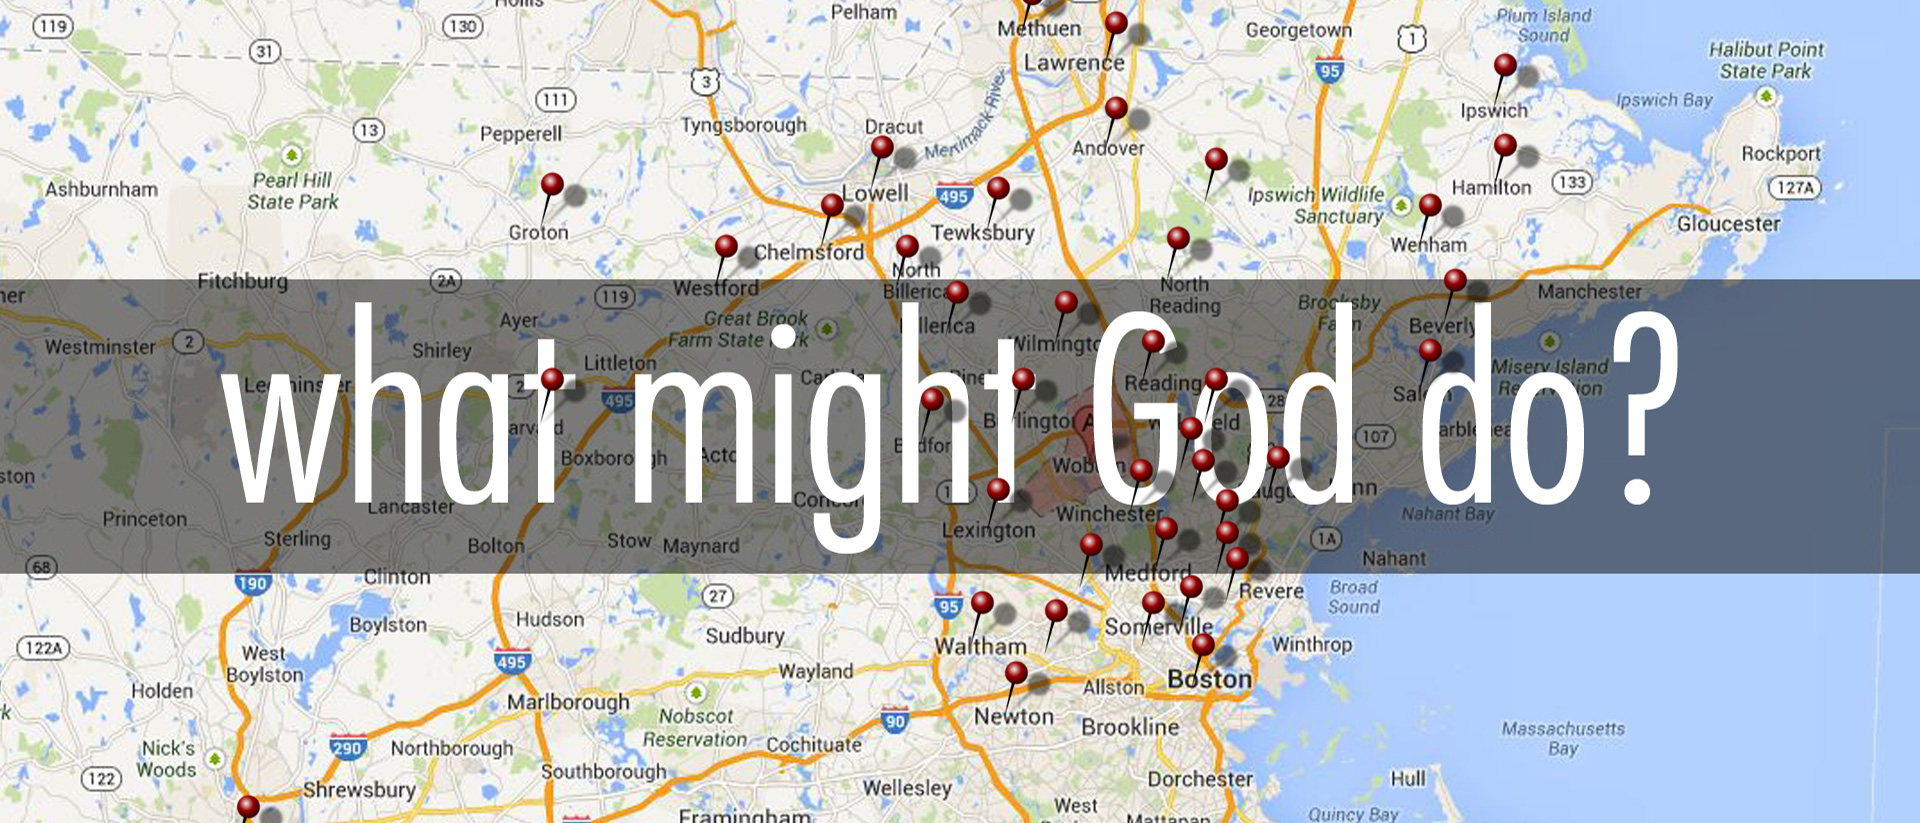 Hollis
119
130
Pelham
Methuen
Georgetown
1
Plum Island
Sound
31
3
Lawrence
95
Halibut Point
State Park
111
Ipswich Bay
Ipswich
13
Pepperell
Tyngsborough
Dracut
Merrimack River
Andover
Rockport
Ashburnham
Pearl Hill
State Park
Lowell
495
Ipswich Wildlife
Sanctuary
Hamilton
133
127A
Groton
Chelmsford
Tewksbury
Wenham
Gloucester
Fitchburg
2A
Westford
North
Billerica
North
Reading
119
Brooksby
Farm
Manchester
Ayer
Great Brook
Farm State Park
Billerica
Wilmington
Beverly
Westminster
2
Shirley
Littleton
Reading
Misery Island
Reservation
what might God do?
Leominster
495
Burlington
Salem
Harvard
Boxborough
Acton
Bedford
Woburn
107
Concord
Princeton
Lancaster
Winchester
Saugus
Lynn
Nahant Bay
Sterling
Bolton
Stow
Maynard
Lexington
1A
Nahant
68
190
Clinton
Medford
Revere
Broad
Sound
27
95
Boylston
Hudson
Sudbury
Somerville
122A
West
Boylston
495
Wayland
Waltham
Winthrop
Holden
Marlborough
Allston
Boston
Nobscot
Reservation
90
Newton
Brookline
Massachusetts
Bay
Nick's
Woods
290
Northborough
Cochituate
122
Shrewsbury
Southborough
Wellesley
Dorchester
Hull
Framingham
West
Mattapan
Quincy Bay